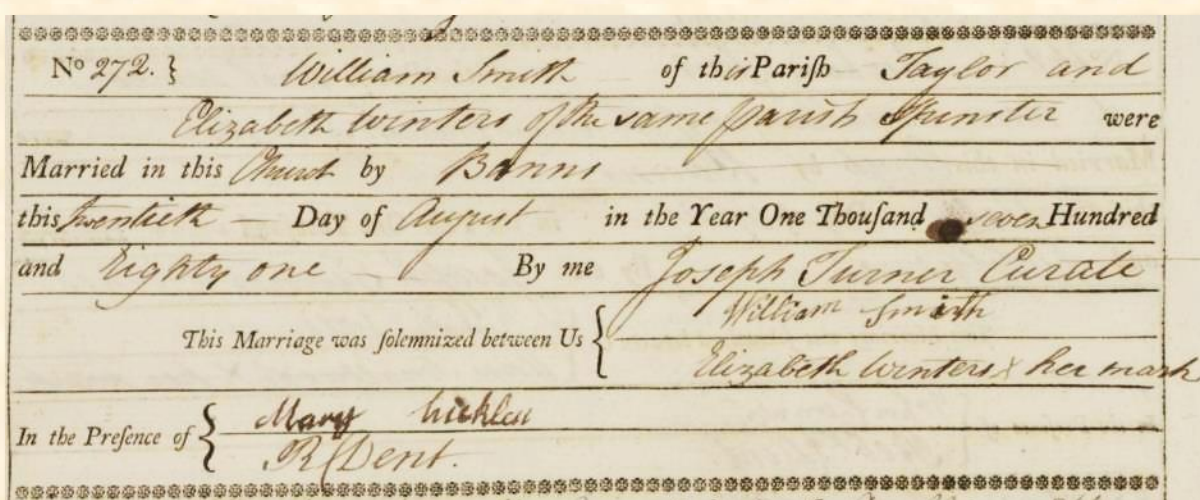 No 272. } William Smith of this Pariſh Taylor and
Elizabeth Winters of the same parish Spinster were
Married in this Church by Banns
this twentieth — Day of August in the Year One Thouſand seven Hundred
and Eighty one — By me Joseph Turner Curate
This Marriage was ſolemnized between Us { William Smith
Elizabeth Winters x her mark
In the Preſence of { Mary
R Dent.